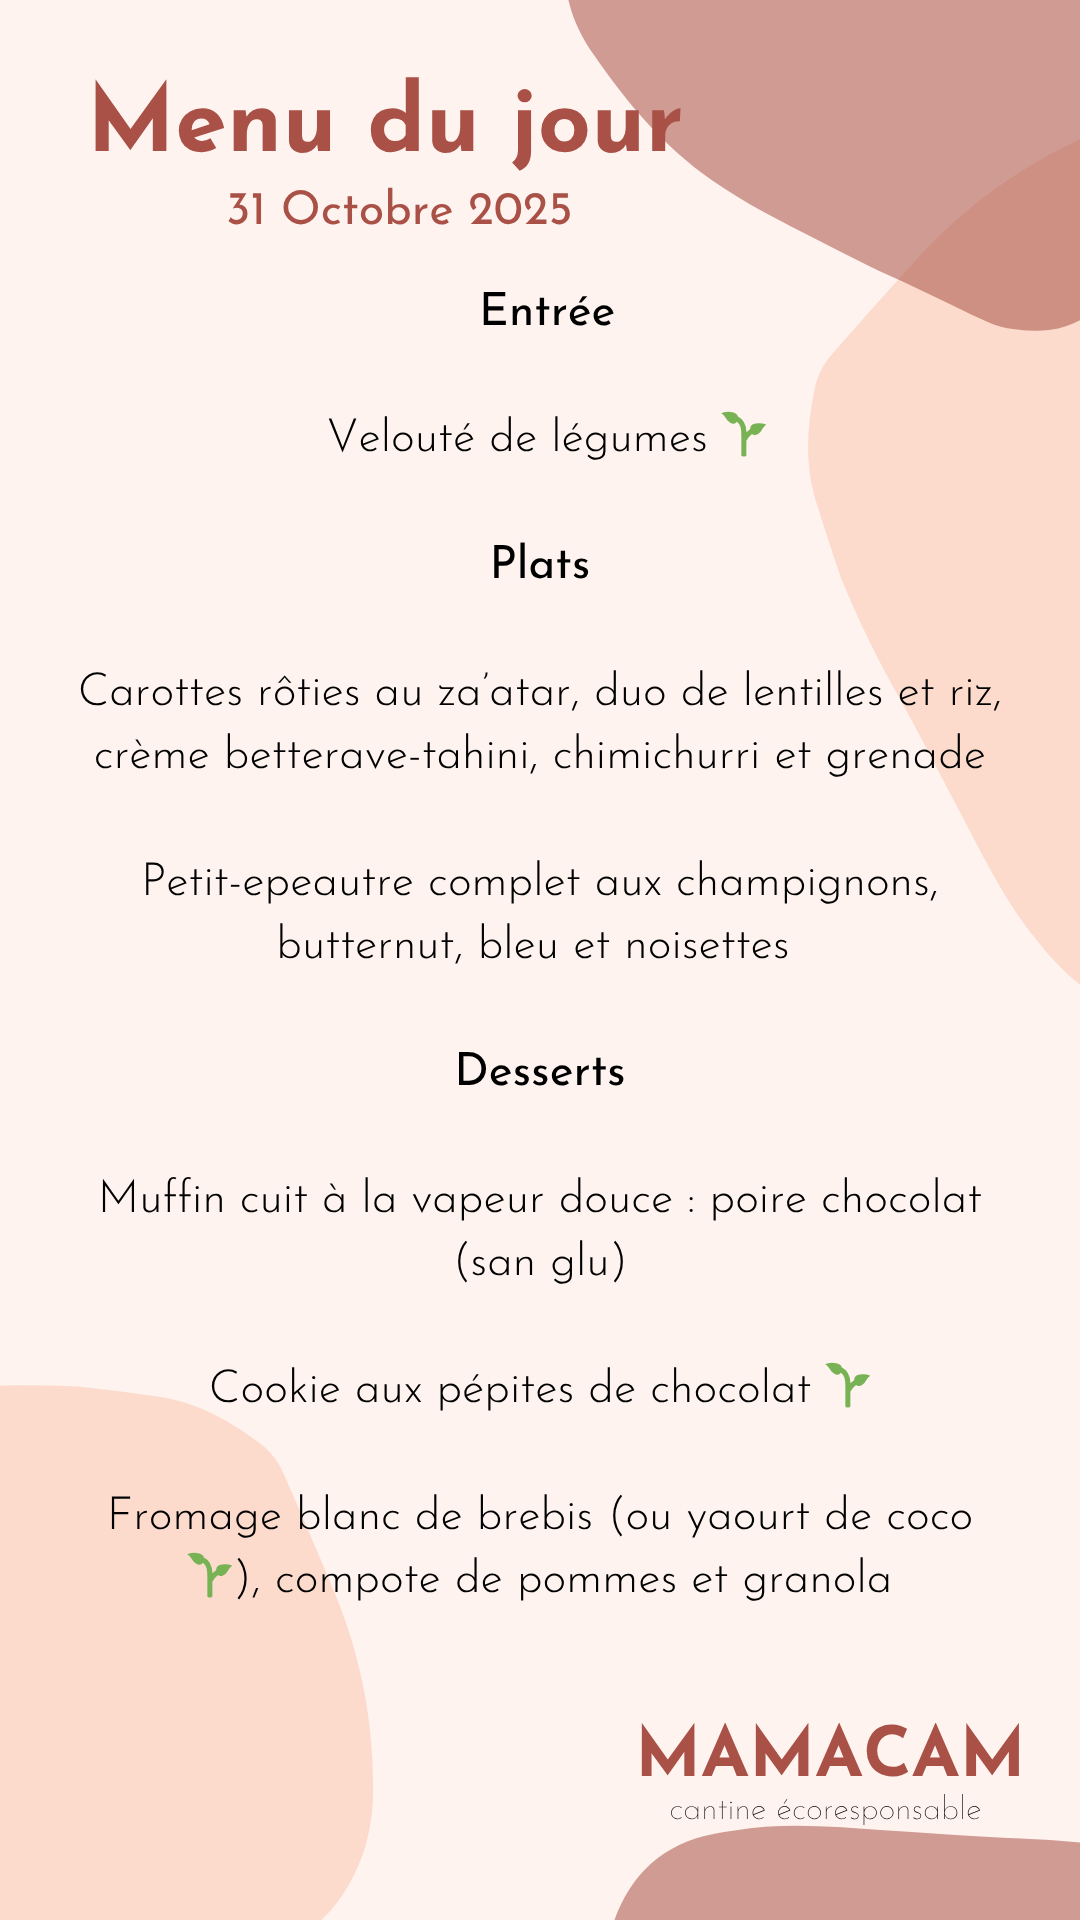 Menu du jour
31 Octobre 2025
Entrée
Velouté de légumes 🌱
Plats
Carottes rôties au za’atar, duo de lentilles et riz,
crème betterave-tahini, chimichurri et grenade
Petit-epeautre complet aux champignons,
butternut, bleu et noisettes
Desserts
Muffin cuit à la vapeur douce : poire chocolat
(san glu)
Cookie aux pépites de chocolat 🌱
Fromage blanc de brebis (ou yaourt de coco
🌱), compote de pommes et granola
MAMACAM
cantine écoresponsable